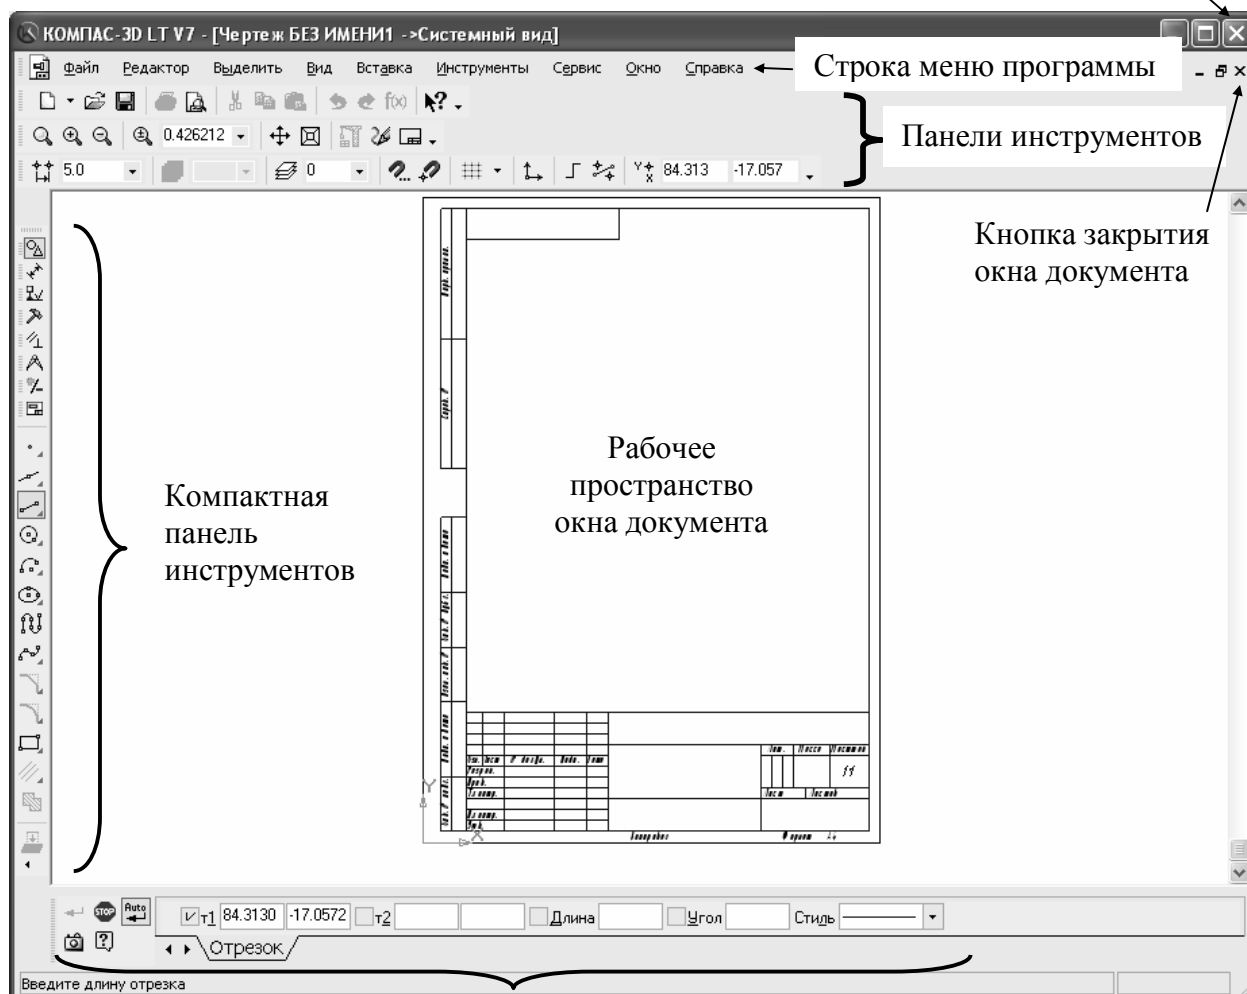 КОМПАС-3D LT V7 - [Чертеж БЕЗ ИМЕНИ1 ->Системный вид]
Файл Редактор Выделить Вид Вставка Инструменты Сервис Окно Справка
Строка меню программы
f(x)
0.426212
Панели инструментов
5.0 0 Y X 84.313 -17.057
Кнопка закрытия
окна документа
Рабочее
пространство
окна документа
Компактная
панель
инструментов
Y
X
STOP Auto
т1 84.3130 -17.0572 т2 Длина Угол Стиль
Отрезок
Введите длину отрезка